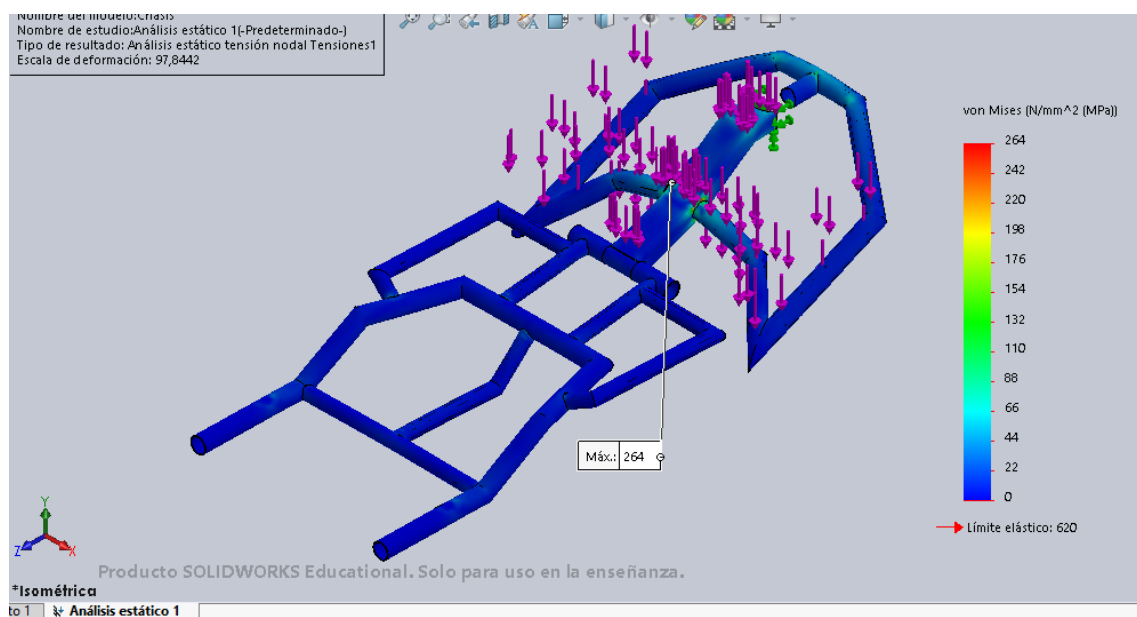 Nombre del modelo:Chasis
Nombre de estudio:Análisis estático 1(-Predeterminado-)
Tipo de resultado: Análisis estático tensión nodal Tensiones1
Escala de deformación: 97,8442
von Mises (N/mm^2 (MPa))
264
242
220
198
176
154
132
110
88
66
44
22
0
Límite elástico: 620
Máx.: 264
Y
Z
X
Producto SOLIDWORKS Educational. Solo para uso en la enseñanza.
*Isométrica
to 1 Análisis estático 1